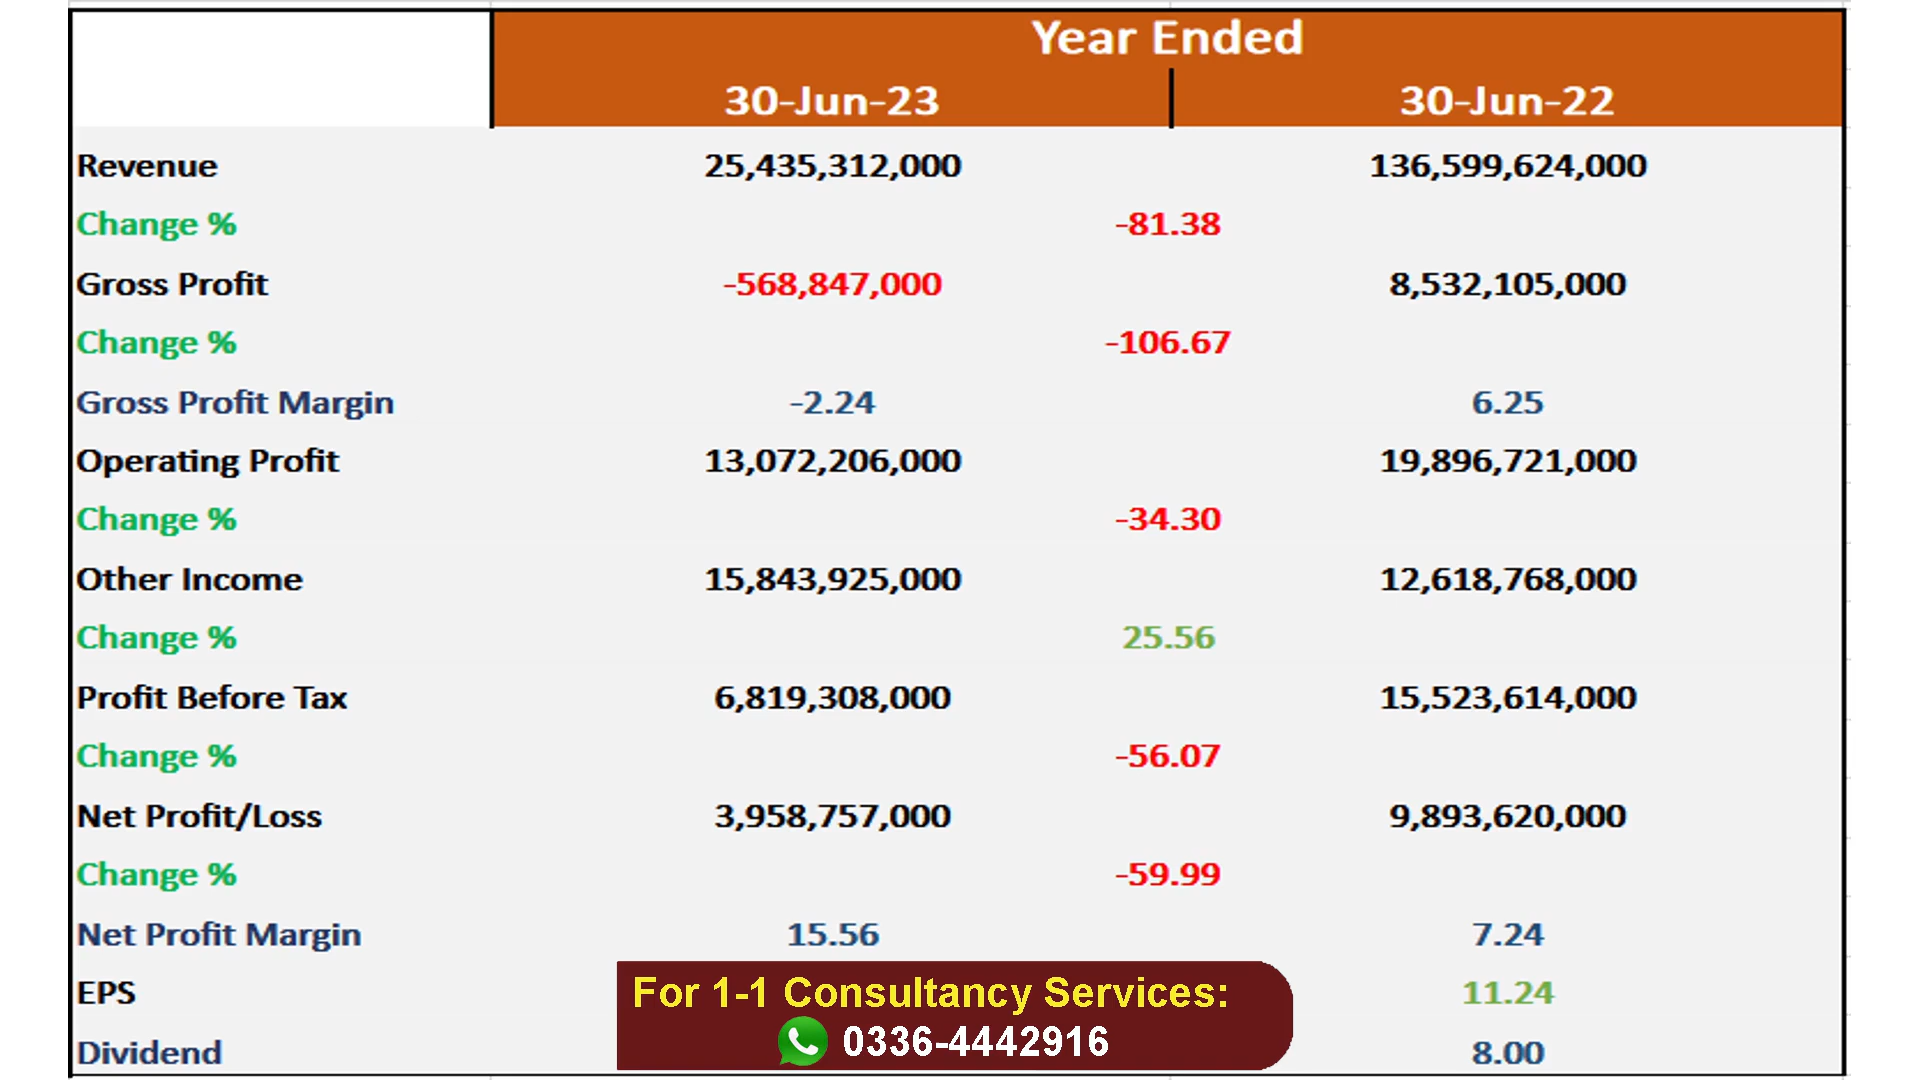 Year Ended
30-Jun-23 30-Jun-22
Revenue 25,435,312,000 136,599,624,000
Change % -81.38
Gross Profit -568,847,000 8,532,105,000
Change % -106.67
Gross Profit Margin -2.24 6.25
Operating Profit 13,072,206,000 19,896,721,000
Change % -34.30
Other Income 15,843,925,000 12,618,768,000
Change % 25.56
Profit Before Tax 6,819,308,000 15,523,614,000
Change % -56.07
Net Profit/Loss 3,958,757,000 9,893,620,000
Change % -59.99
Net Profit Margin 15.56 7.24
EPS 11.24
Dividend 8.00
For 1-1 Consultancy Services:
0336-4442916